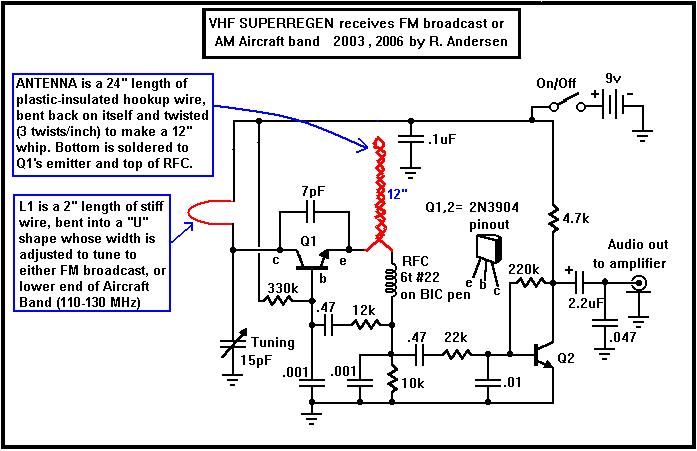 VHF SUPERREGEN receives FM broadcast or
AM Aircraft band 2003 , 2006 by R. Andersen
ANTENNA is a 24" length of
plastic-insulated hookup wire,
bent back on itself and twisted
(3 twists/inch) to make a 12"
whip. Bottom is soldered to
Q1's emitter and top of RFC.
On/Off
9v
+
-
.1uF
7pF
12"
Q1,2= 2N3904
pinout
L1 is a 2" length of stiff
wire, bent into a "U"
shape whose width is
adjusted to tune to
either FM broadcast, or
lower end of Aircraft
Band (110-130 MHz)
4.7k
Q1
c
e
b
RFC
6t #22
on BIC pen
e
b
c
Audio out
to amplifier
220k
+
2.2uF
330k
.47
12k
.047
Tuning
15pF
.47
22k
Q2
.001
.001
10k
.01